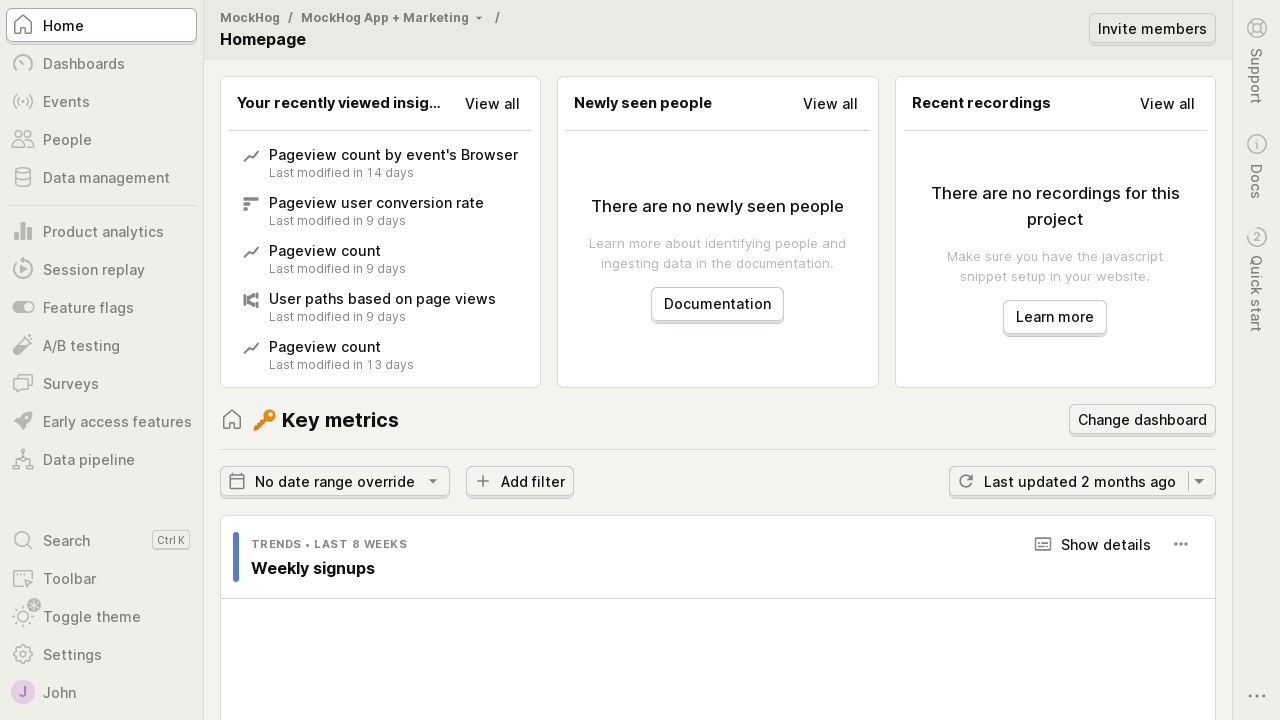 Home
Dashboards
Events
People
Data management
Product analytics
Session replay
Feature flags
A/B testing
Surveys
Early access features
Data pipeline
Search
Ctrl K
Toolbar
Toggle theme
Settings
J
John
MockHog / MockHog App + Marketing /
Homepage
Invite members
Your recently viewed insig...
View all
Pageview count by event's Browser
Last modified in 14 days
Pageview user conversion rate
Last modified in 9 days
Pageview count
Last modified in 9 days
User paths based on page views
Last modified in 9 days
Pageview count
Last modified in 13 days
Newly seen people
View all
There are no newly seen people
Learn more about identifying people and
ingesting data in the documentation.
Documentation
Recent recordings
View all
There are no recordings for this
project
Make sure you have the javascript
snippet setup in your website.
Learn more
🔑 Key metrics
Change dashboard
No date range override
Add filter
Last updated 2 months ago
TRENDS • LAST 8 WEEKS
Weekly signups
Show details
Support
Docs
2
Quick start